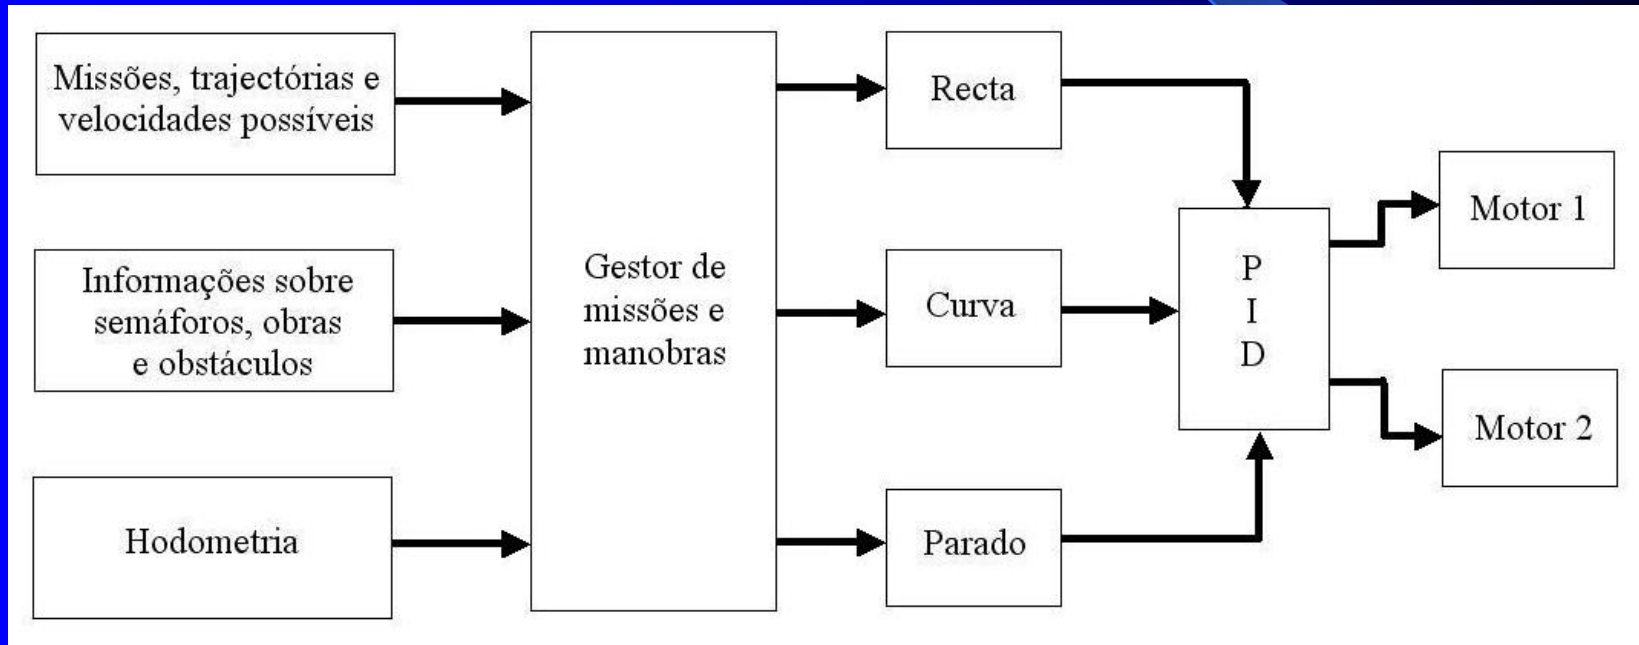 Missões, trajectórias e
velocidades possíveis
Informações sobre
semáforos, obras
e obstáculos
Hodometria
Gestor de
missões e
manobras
Recta
Curva
Parado
P
I
D
Motor 1
Motor 2